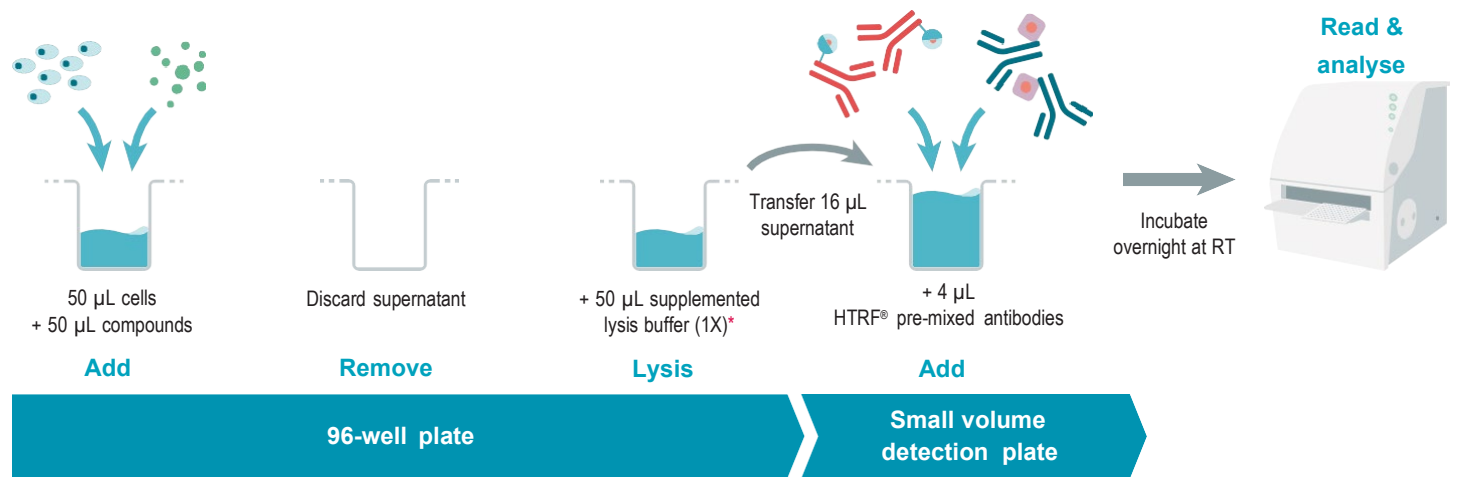 Read &
analyse
Transfer 16 µL
supernatant
Incubate
overnight at RT
50 µL cells
+ 50 µL compounds
Discard supernatant
+ 50 µL supplemented
lysis buffer (1X)*
+ 4 µL
HTRF® pre-mixed antibodies
Add
Remove
Lysis
Add
96-well plate
Small volume
detection plate